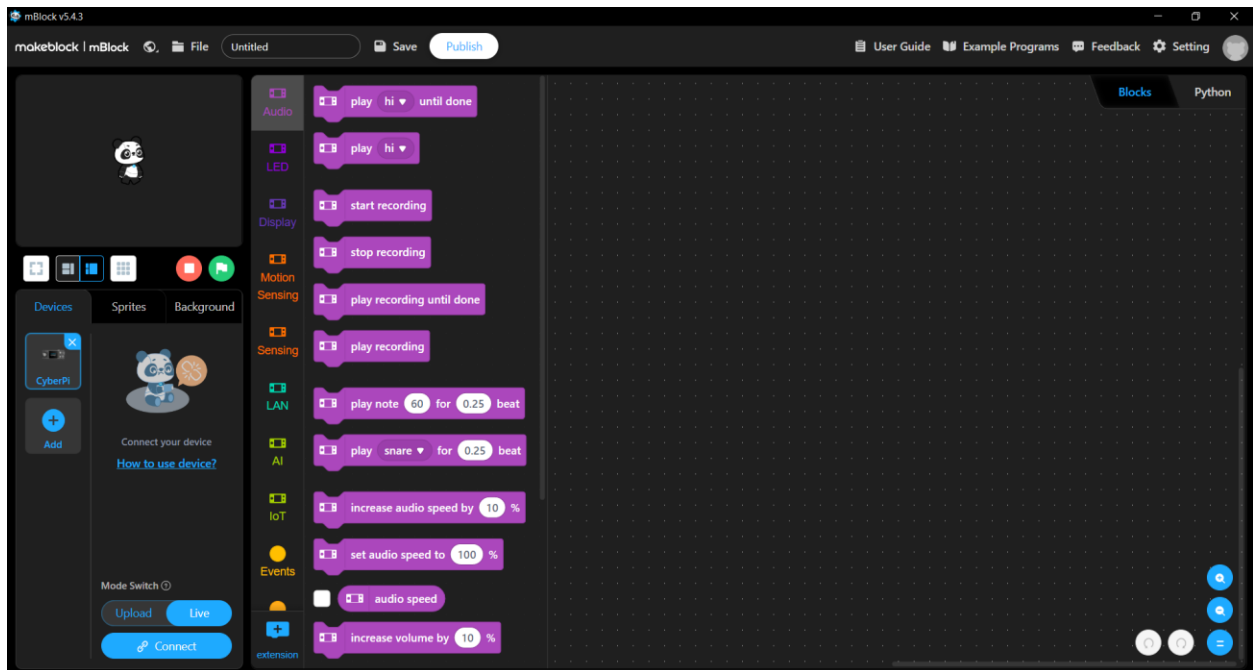 mBlock v5.4.3
makeblock | mBlock File Untitled Save Publish User Guide Example Programs Feedback Setting
Blocks Python
Devices Sprites Background
CyberPi
Add
Connect your device
How to use device?
Mode Switch
Upload Live
Connect
Audio
LED
Display
Motion
Sensing
Sensing
LAN
AI
IoT
Events
extension
play hi until done
play hi
start recording
stop recording
play recording until done
play recording
play note 60 for 0.25 beat
play snare for 0.25 beat
increase audio speed by 10 %
set audio speed to 100 %
audio speed
increase volume by 10 %